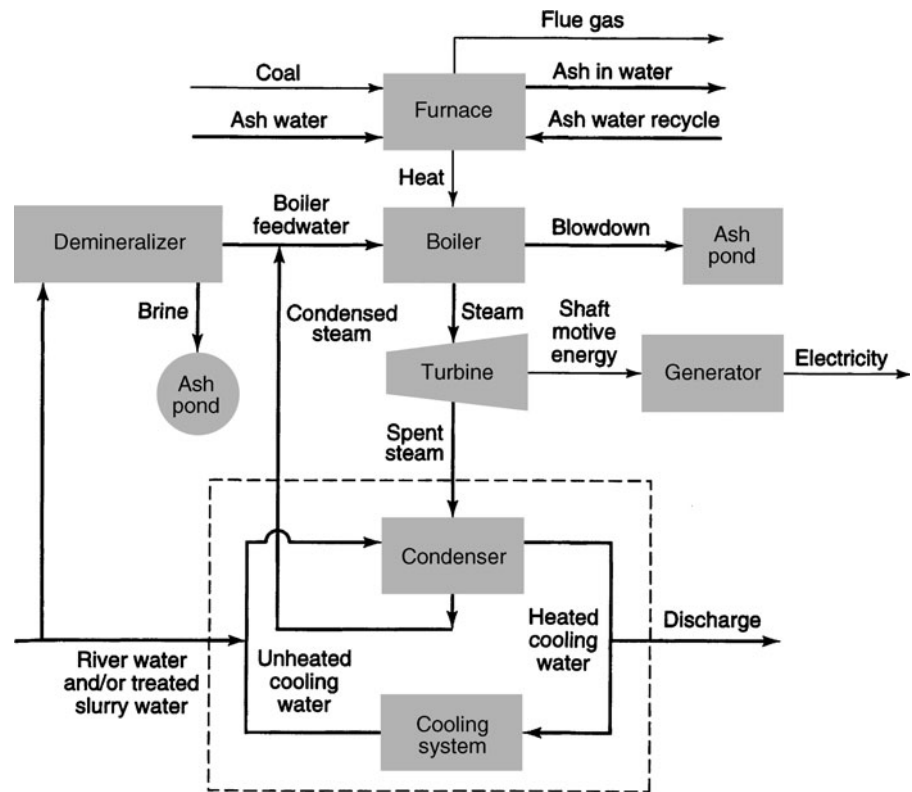 Flue gas
Coal
Ash in water
Furnace
Ash water
Ash water recycle
Heat
Boiler
feedwater
Demineralizer
Boiler
Blowdown
Ash
pond
Brine
Condensed
steam
Steam
Shaft
motive
energy
Ash
pond
Turbine
Generator
Electricity
Spent
steam
Condenser
River water
and/or treated
slurry water
Unheated
cooling
water
Heated
cooling
water
Discharge
Cooling
system